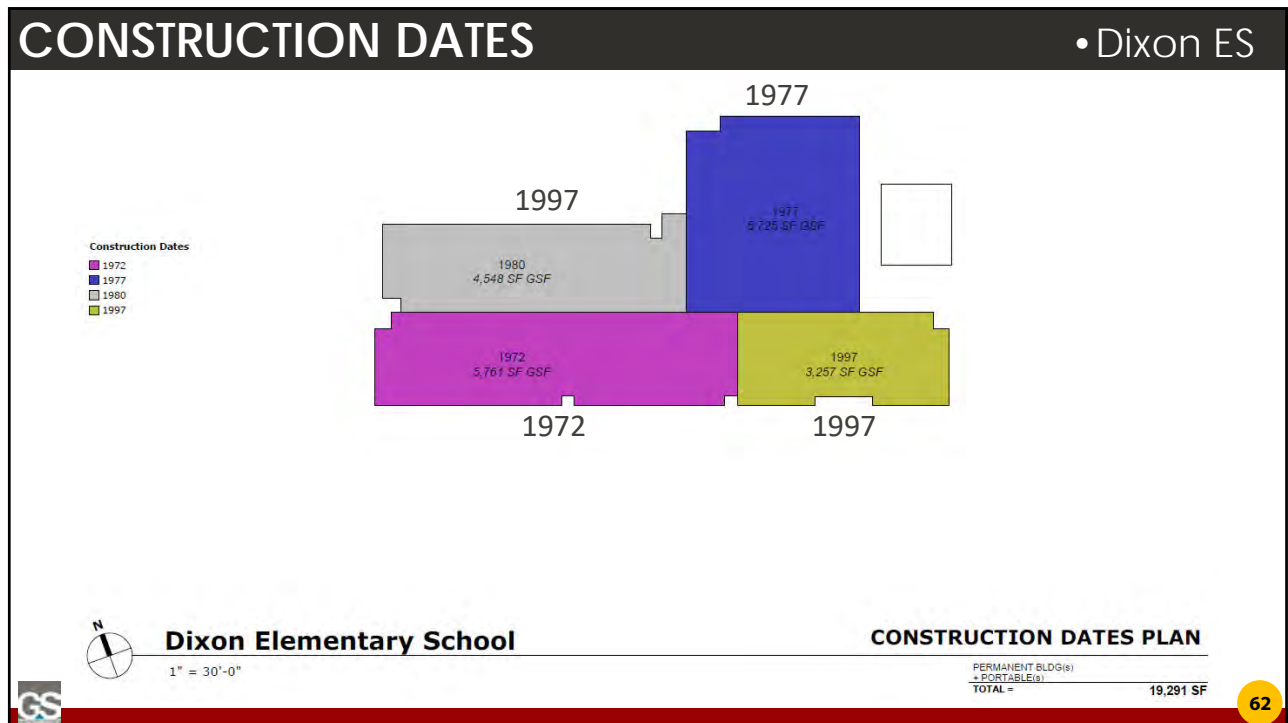 CONSTRUCTION DATES
• Dixon ES
1977
1997
1977
5,725 SF GSF
Construction Dates
1972
1977
1980
1997
1980
4,548 SF GSF
1972
5,761 SF GSF
1997
3,257 SF GSF
1972
1997
N
Dixon Elementary School
1" = 30'-0"
CONSTRUCTION DATES PLAN
PERMANENT BLDG(s)
+ PORTABLE(s)
TOTAL = 19,291 SF
GS
62